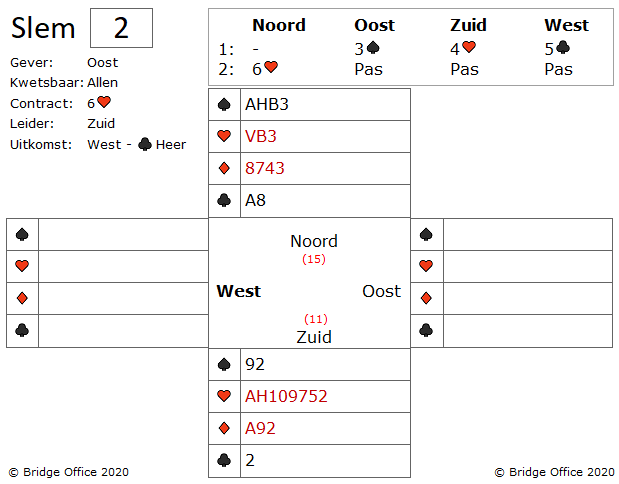 Slem 2
Gever: Oost
Kwetsbaar: Allen
Contract: 6♥
Leider: Zuid
Uitkomst: West - ♣ Heer
Noord Oost Zuid West
1: - 3♠ 4♥ 5♣
2: 6♥ Pas Pas Pas
♠ AHB3
♥ VB3
♦ 8743
♣ A8
♠ ♠
♥ ♥
♦ ♦
♣ ♣
Noord
(15)
West Oost
(11)
Zuid
♠ 92
♥ AH109752
♦ A92
♣ 2
© Bridge Office 2020 © Bridge Office 2020